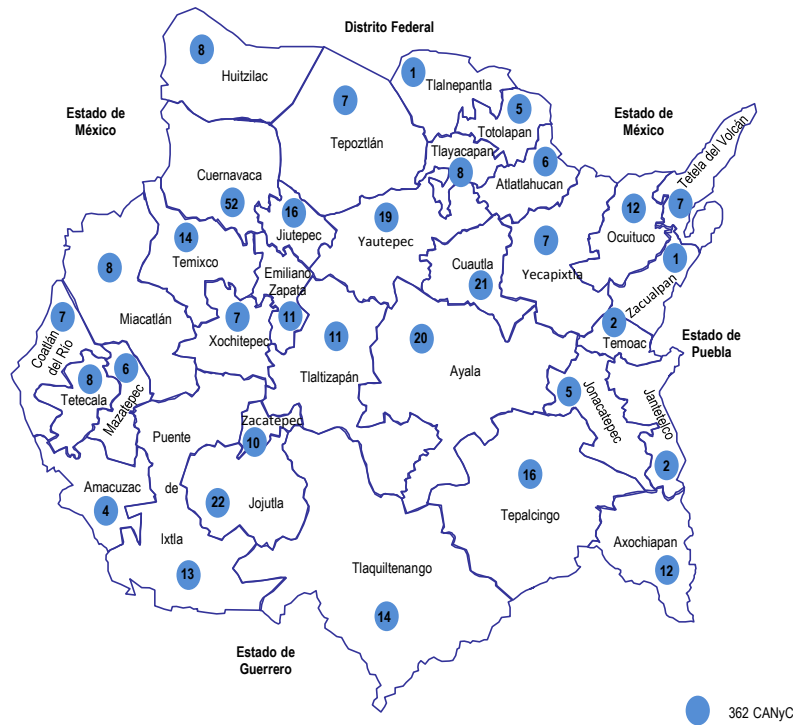 Distrito Federal
8
Huitzilac
1
Tlalnepantla
7
Tepoztlán
Estado de
México
5
Totolapan
Estado de
México
Tlayacapan
8
6
Atlatlahucan
Tetela del Volcán
7
Cuernavaca
52
16
Jiutepec
19
Yautepec
12
Ocuituco
14
Temixco
7
Yecapixtla
1
Zacualpan
8
Miacatlán
Emiliano
Zapata
11
Cuautla
21
7
Coatlán
del Río
7
Xochitepec
11
Tlaltizapán
20
Ayala
2
Temoac
Estado de
Puebla
8
Tetecala
6
Mazatepec
5
Jonacatepec
Jantetelco
2
Puente
de
Ixtla
13
Zacatepec
10
22
Jojutla
16
Tepalcingo
Amacuzac
4
Axochiapan
12
Tlaquiltenango
14
Estado de
Guerrero
362 CANyC